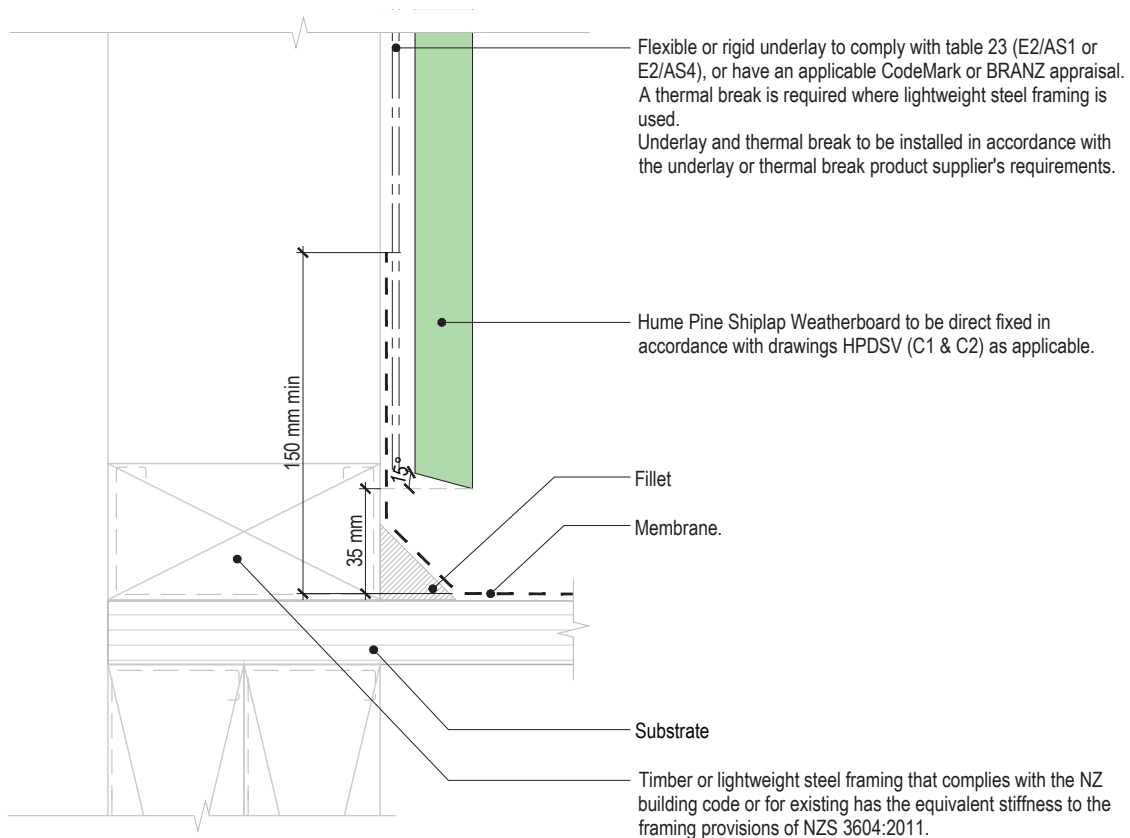 Flexible or rigid underlay to comply with table 23 (E2/AS1 or
E2/AS4), or have an applicable CodeMark or BRANZ appraisal.
A thermal break is required where lightweight steel framing is
used.
Underlay and thermal break to be installed in accordance with
the underlay or thermal break product supplier's requirements.
Hume Pine Shiplap Weatherboard to be direct fixed in
accordance with drawings HPDSV (C1 & C2) as applicable.
150 mm min
15°
35 mm
Fillet
Membrane.
Substrate
Timber or lightweight steel framing that complies with the NZ
building code or for existing has the equivalent stiffness to the
framing provisions of NZS 3604:2011.